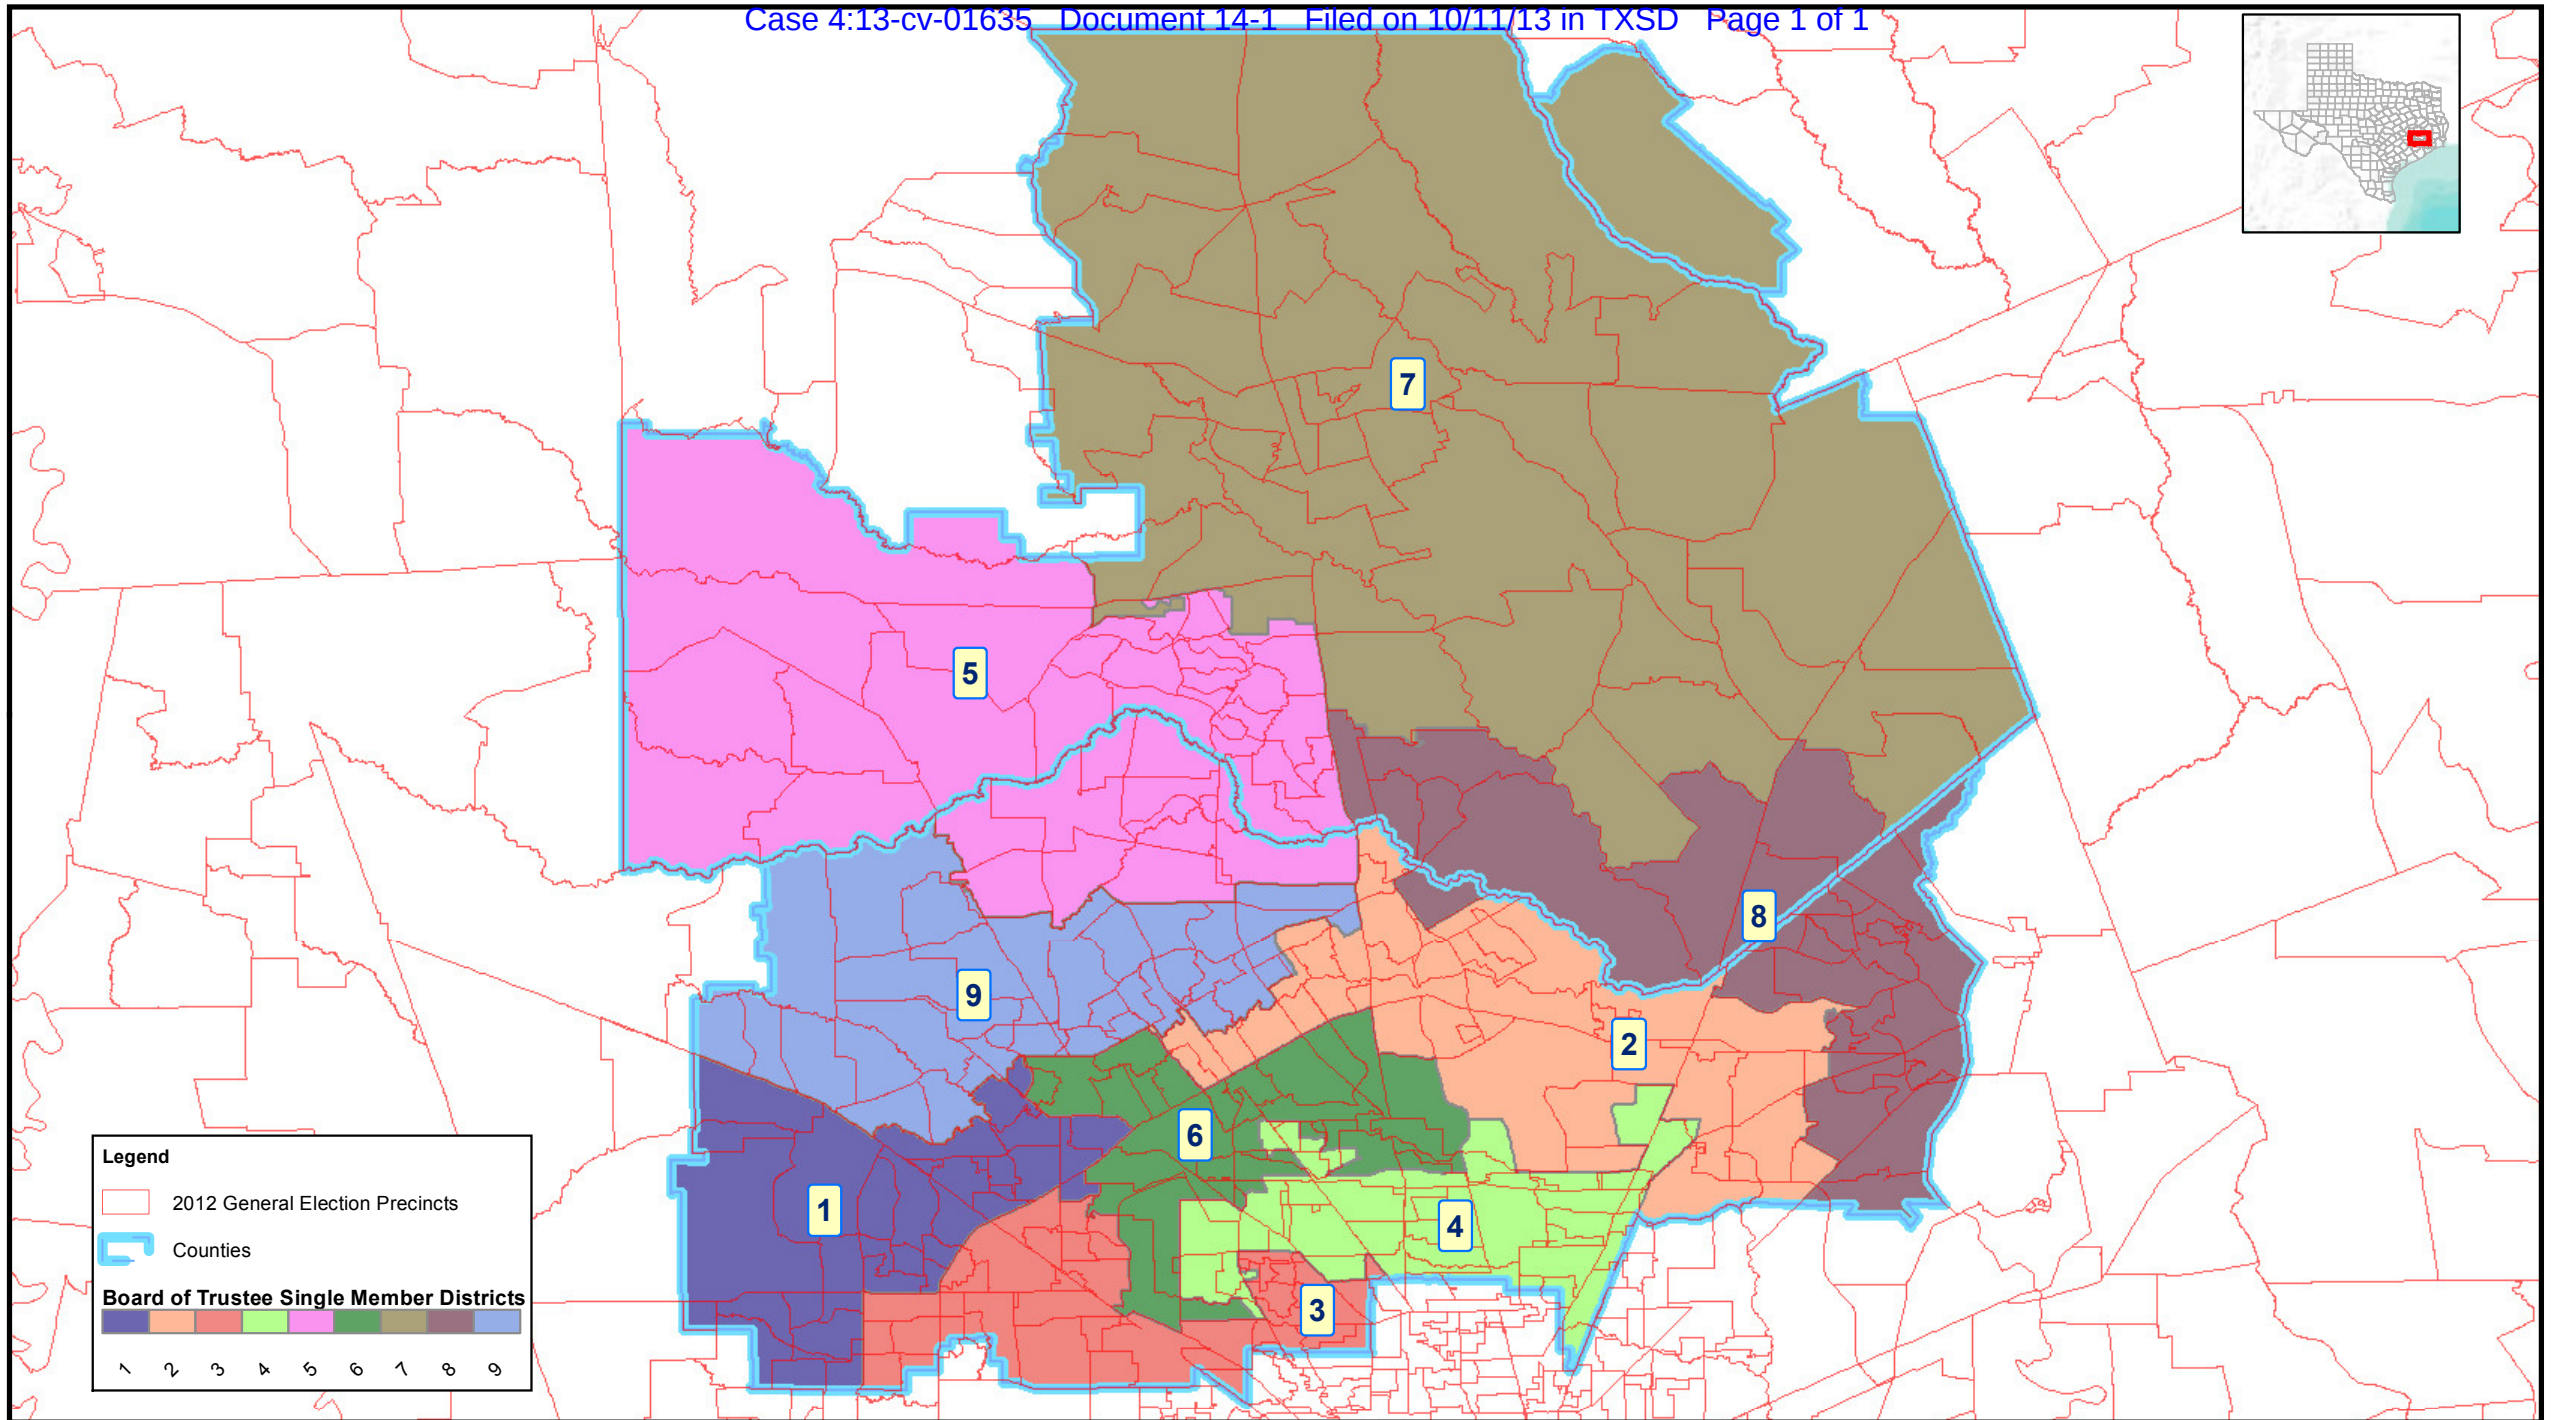 Case 4:13-cv-01635 Document 14-1 Filed on 10/11/13 in TXSD Page 1 of 1
7
5
8
9
2
6
1
4
3
Legend
2012 General Election Precincts
Counties
Board of Trustee Single Member Districts
1 2 3 4 5 6 7 8 9